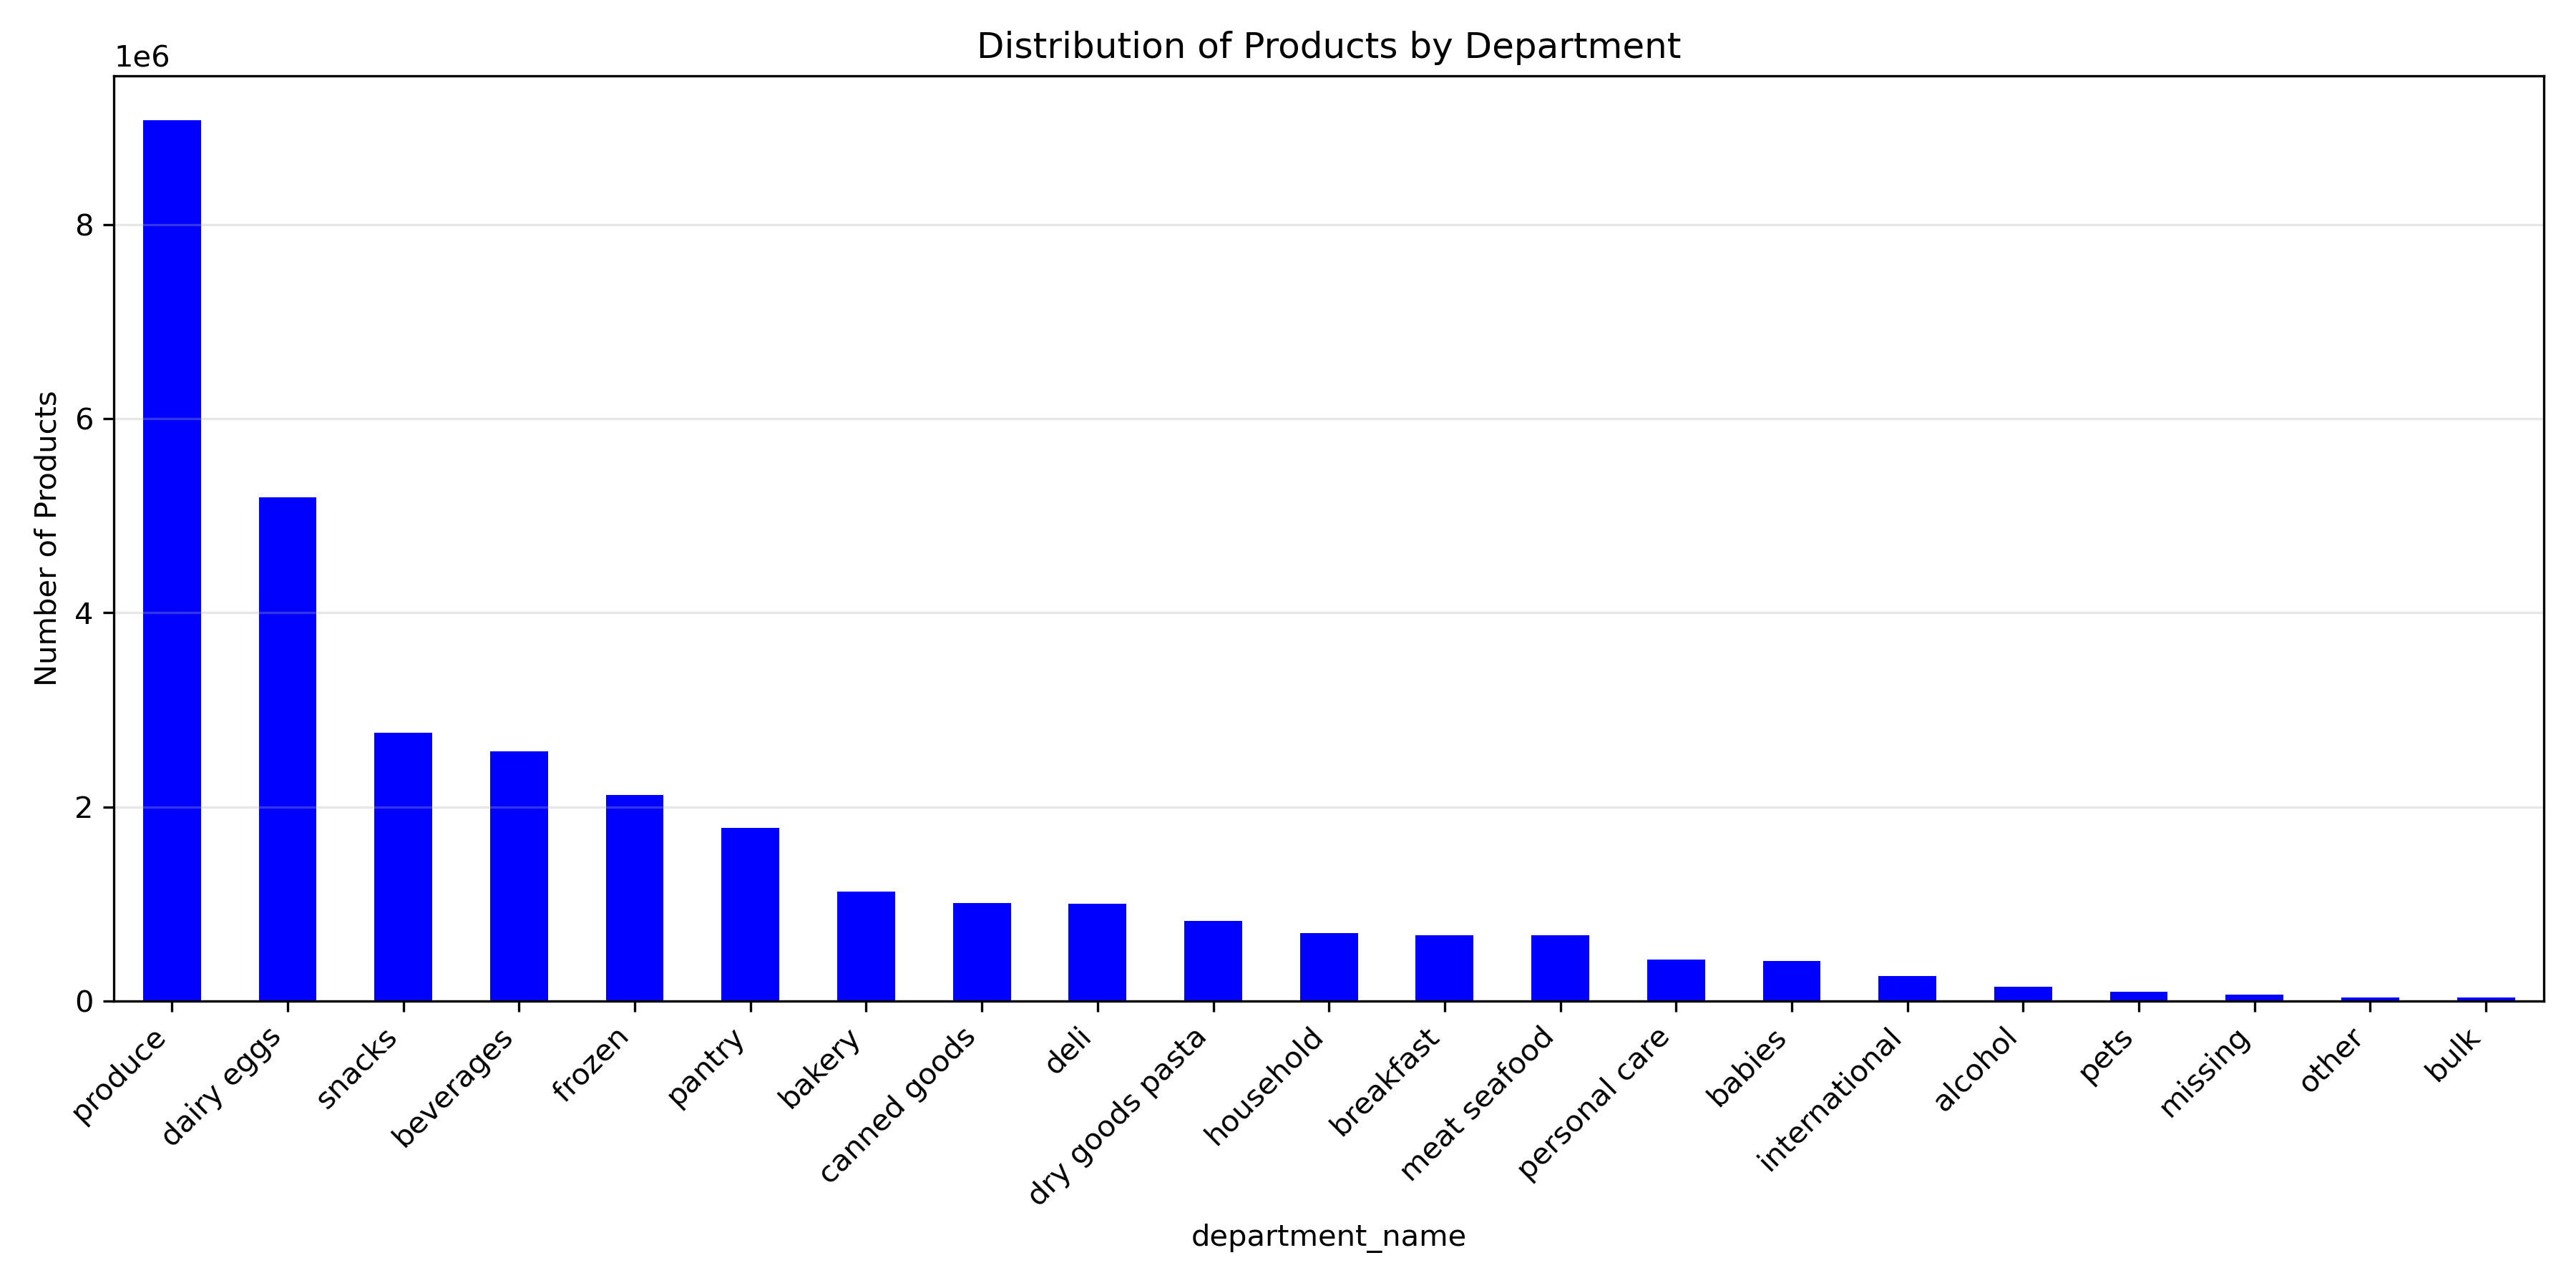 Distribution of Products by Department
1e6
Number of Products
8
6
4
2
0
produce
dairy eggs
snacks
beverages
frozen
pantry
bakery
canned goods
deli
dry goods pasta
household
breakfast
meat seafood
personal care
babies
international
alcohol
pets
missing
other
bulk
department_name